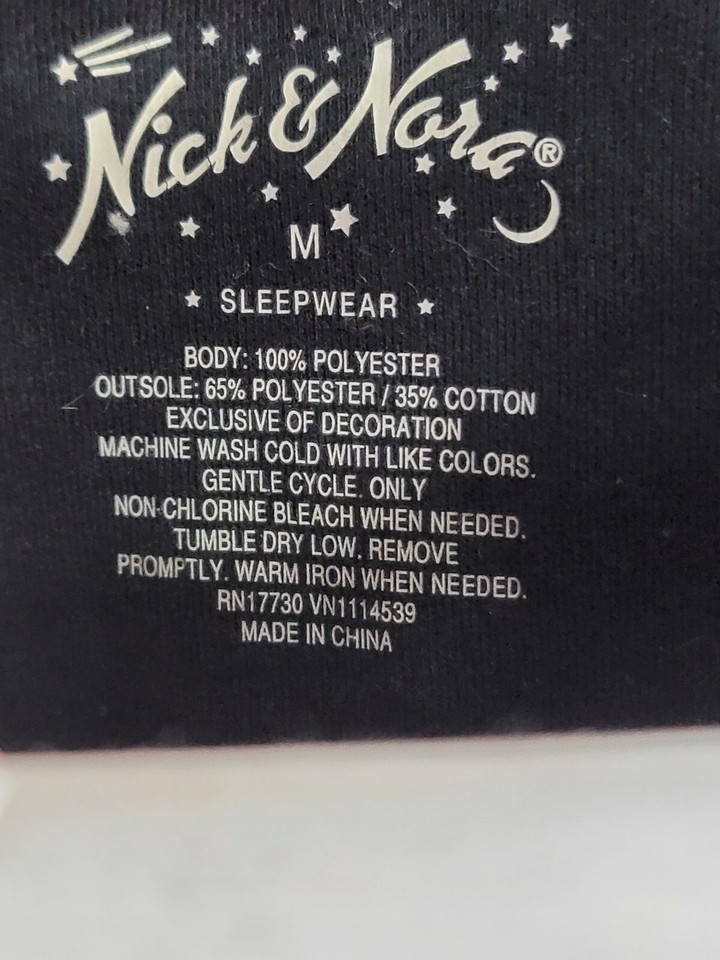 Nick & Nora®
M
SLEEPWEAR
BODY: 100% POLYESTER
OUTSOLE: 65% POLYESTER / 35% COTTON
EXCLUSIVE OF DECORATION
MACHINE WASH COLD WITH LIKE COLORS.
GENTLE CYCLE. ONLY
NON-CHLORINE BLEACH WHEN NEEDED.
TUMBLE DRY LOW. REMOVE
PROMPTLY. WARM IRON WHEN NEEDED.
RN17730 VN1114539
MADE IN CHINA